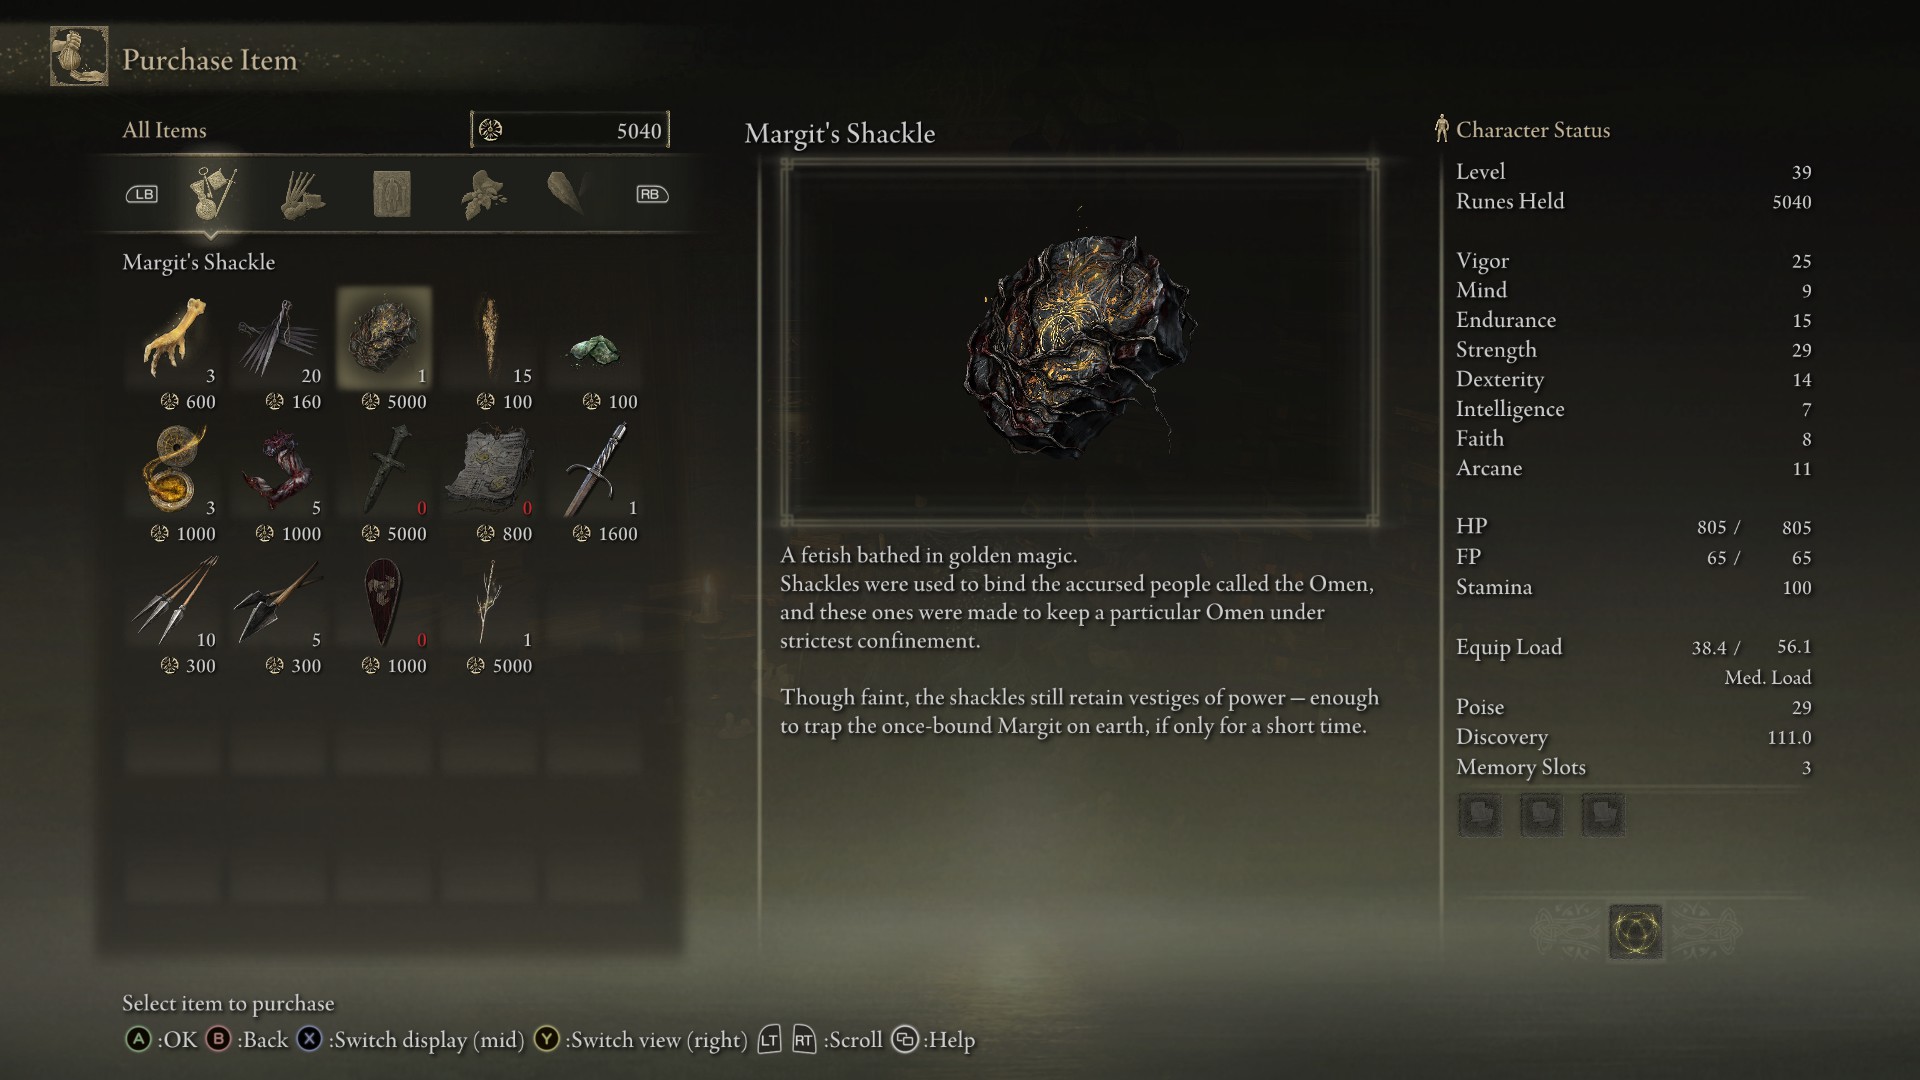 Purchase Item
All Items
5040
LB
RB
Margit's Shackle
3 20 1 15
600 160 5000 100 100
3 5 0 0 1
1000 1000 5000 800 1600
10 5 0 1
300 300 1000 5000
Margit's Shackle
A fetish bathed in golden magic.
Shackles were used to bind the accursed people called the Omen,
and these ones were made to keep a particular Omen under
strictest confinement.
Though faint, the shackles still retain vestiges of power — enough
to trap the once-bound Margit on earth, if only for a short time.
Character Status
Level 39
Runes Held 5040
Vigor 25
Mind 9
Endurance 15
Strength 29
Dexterity 14
Intelligence 7
Faith 8
Arcane 11
HP 805 / 805
FP 65 / 65
Stamina 100
Equip Load 38.4 / 56.1
Med. Load
Poise 29
Discovery 111.0
Memory Slots 3
Select item to purchase
A :OK B :Back X :Switch display (mid) Y :Switch view (right) LT RT :Scroll :Help